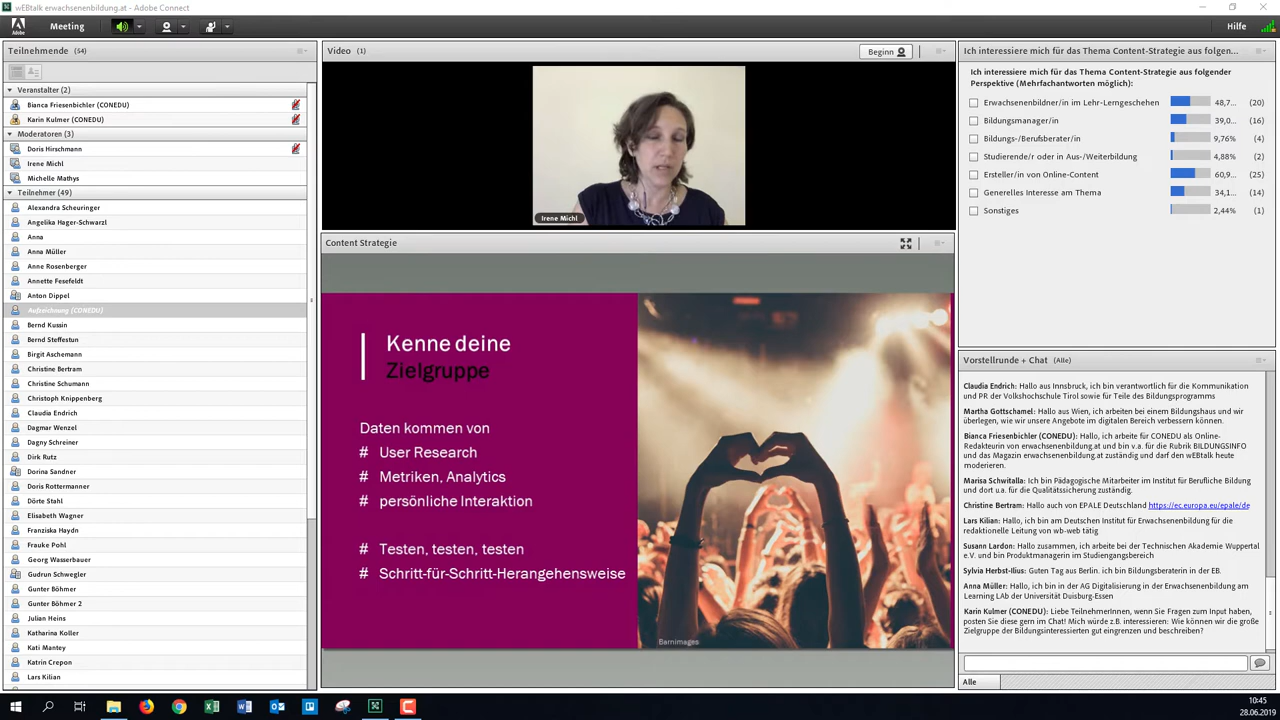 wEBtalk erwachsenenbildung.at - Adobe Connect
Meeting
Hilfe
Teilnehmende (54)
Veranstalter (2)
Bianca Friesenbichler (CONEDU)
Karin Kulmer (CONEDU)
Moderatoren (3)
Doris Hirschmann
Irene Michl
Michelle Mathys
Teilnehmer (49)
Alexandra Scheuringer
Angelika Hager-Schwarzl
Anna
Anna Müller
Anne Rosenberger
Annette Fesefeldt
Anton Dippel
Aufzeichnung (CONEDU)
Bernd Kussin
Bernd Steffestun
Birgit Aschemann
Christine Bertram
Christine Schumann
Christoph Knippenberg
Claudia Endrich
Dagmar Wenzel
Dagny Schreiner
Dirk Rutz
Dorina Sandner
Doris Rottermanner
Dörte Stahl
Elisabeth Wagner
Franziska Haydn
Frauke Pohl
Georg Wasserbauer
Gudrun Schwegler
Gunter Böhmer
Gunter Böhmer 2
Julian Heins
Katharina Koller
Kati Mantey
Katrin Crepon
Lars Kilian
Video (1)
Beginn
Irene Michl
Content Strategie
Kenne deine
Zielgruppe
Daten kommen von
# User Research
# Metriken, Analytics
# persönliche Interaktion
# Testen, testen, testen
# Schritt-für-Schritt-Herangehensweise
Barnimages
Ich interessiere mich für das Thema Content-Strategie aus folgen...
Ich interessiere mich für das Thema Content-Strategie aus folgender
Perspektive (Mehrfachantworten möglich):
Erwachsenenbildner/in im Lehr-Lerngeschehen 48,7... (20)
Bildungsmanager/in 39,0... (16)
Bildungs-/Berufsberater/in 9,76% (4)
Studierende/r oder in Aus-/Weiterbildung 4,88% (2)
Ersteller/in von Online-Content 60,9... (25)
Generelles Interesse am Thema 34,1... (14)
Sonstiges 2,44% (1)
Vorstellrunde + Chat (Alle)
Claudia Endrich: Hallo aus Innsbruck, ich bin verantwortlich für die Kommunikation
und PR der Volkshochschule Tirol sowie für Teile des Bildungsprogramms
Martha Gottschamel: Hallo aus Wien, ich arbeiten bei einem Bildungshaus und wir
überlegen, wie wir unsere Angebote im digitalen Bereich verbessern können.
Bianca Friesenbichler (CONEDU): Hallo, ich arbeite für CONEDU als Online-
Redakteurin von erwachsenenbildung.at und bin v.a. für die Rubrik BILDUNGSINFO
und das Magazin erwachsenenbildung.at zuständig und darf den wEBtalk heute
moderieren.
Marisa Schwitalla: Ich bin Pädagogische Mitarbeiter im Institut für Berufliche Bildung
und dort u.a. für die Qualitätssicherung zuständig.
Christine Bertram: Hallo auch von EPALE Deutschland https://ec.europa.eu/epale/de
Lars Kilian: Hallo, ich bin am Deutschen Institut für Erwachsenenbildung für die
redaktionelle Leitung von wb-web tätig
Susann Lardon: Hallo zusammen, ich arbeite bei der Technischen Akademie Wuppertal
e.V. und bin Produktmanagerin im Studiengangsbereich
Sylvia Herbst-Ilius: Guten Tag aus Berlin. ich bin Bildungsberaterin in der EB.
Anna Müller: Hallo, ich bin in der AG Digitalisierung in der Erwachsenenbildung am
Learning LAb der Universität Duisburg-Essen
Karin Kulmer (CONEDU): Liebe TeilnehmerInnen, wenn Sie Fragen zum Input haben,
posten Sie diese gern im Chat! Mich würde z.B. interessieren: Wie können wir die große
Zielgruppe der Bildungsinteressierten gut eingrenzen und beschreiben?
Alle
10:45
28.06.2019